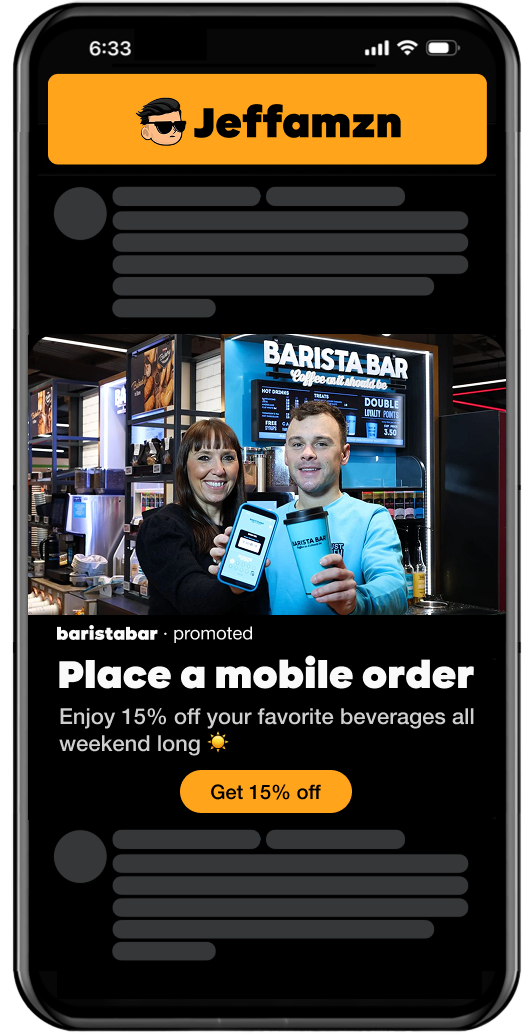 6:33
Jeffamzn
BARISTA BAR
Coffee as it should be
HOT DRINKS
TREATS
DOUBLE
LOYALTY POINTS
FREE
SYRUPS
3.50
BARISTA BAR
baristabar · promoted
Place a mobile order
Enjoy 15% off your favorite beverages all
weekend long ☀️
Get 15% off